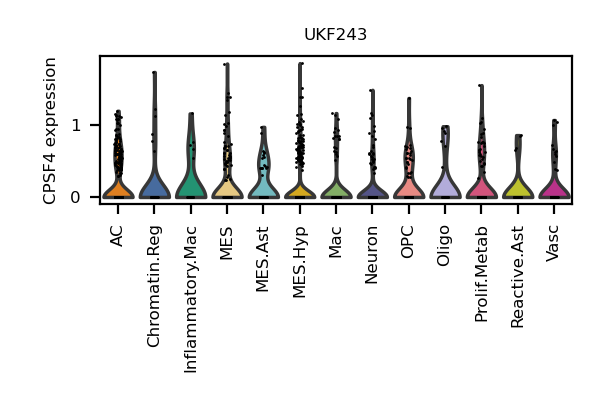 UKF243
CPSF4 expression
1
0
AC
Chromatin.Reg
Inflammatory.Mac
MES
MES.Ast
MES.Hyp
Mac
Neuron
OPC
Oligo
Prolif.Metab
Reactive.Ast
Vasc